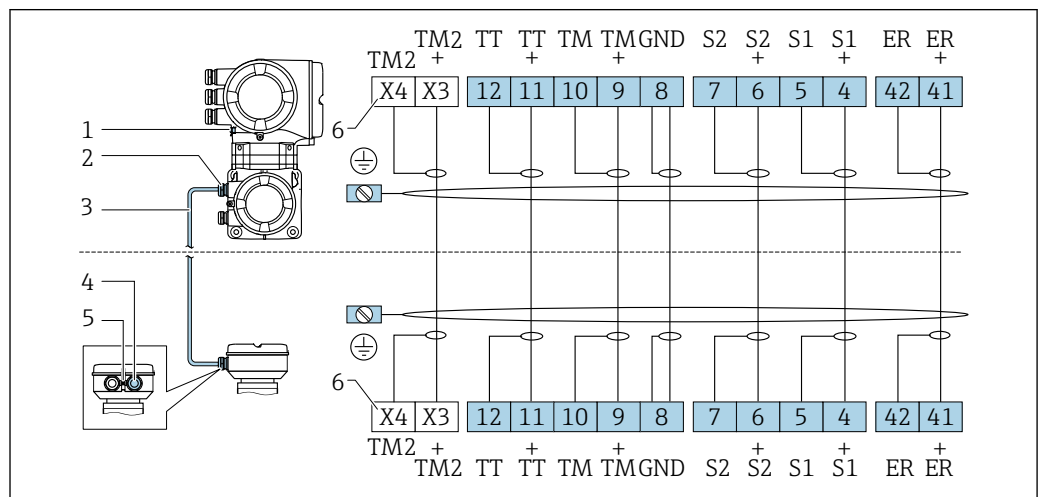 TM2 TT TT TM TM GND S2 S2 S1 S1 ER ER
TM2 + + + + + +
X4 X3 12 11 10 9 8 7 6 5 4 42 41
6
1
2
3
4
5
6
X4 X3 12 11 10 9 8 7 6 5 4 42 41
TM2 + + + + + +
TM2 TT TT TM TM GND S2 S2 S1 S1 ER ER